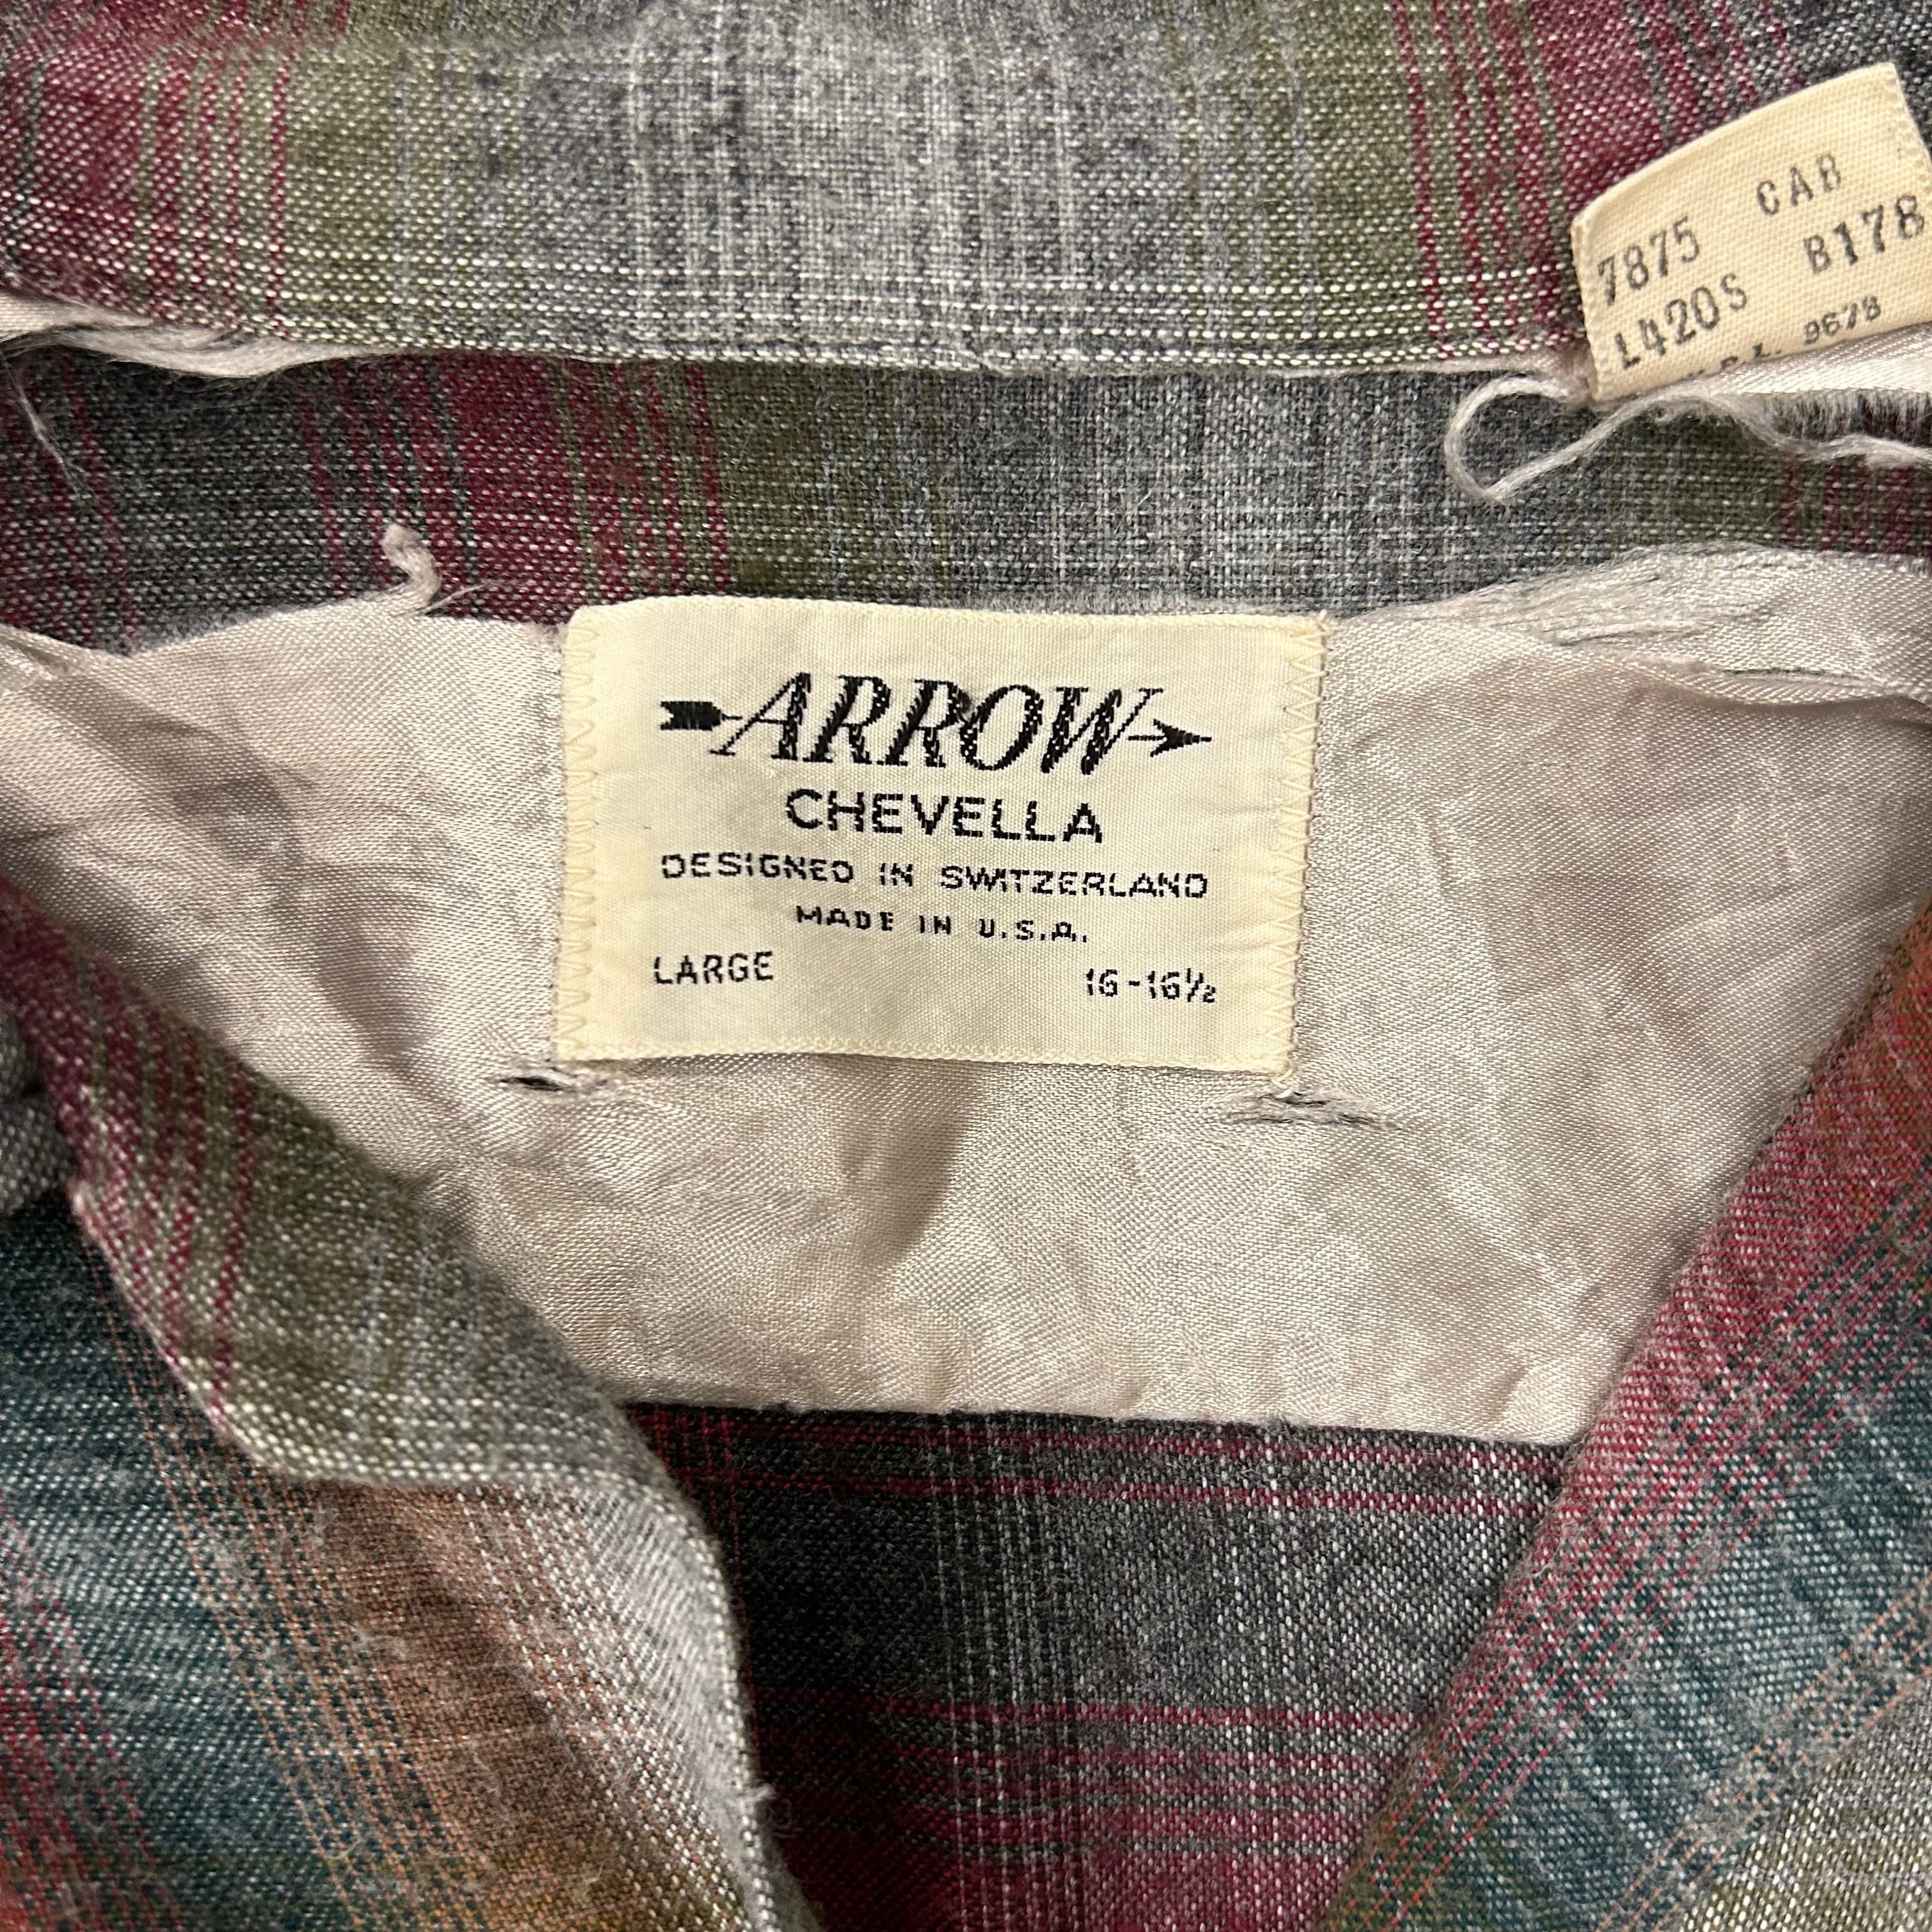 CAB
7875 B178
L420S 9678
ARROW
CHEVELLA
DESIGNED IN SWITZERLAND
MADE IN U.S.A.
LARGE 16-16½